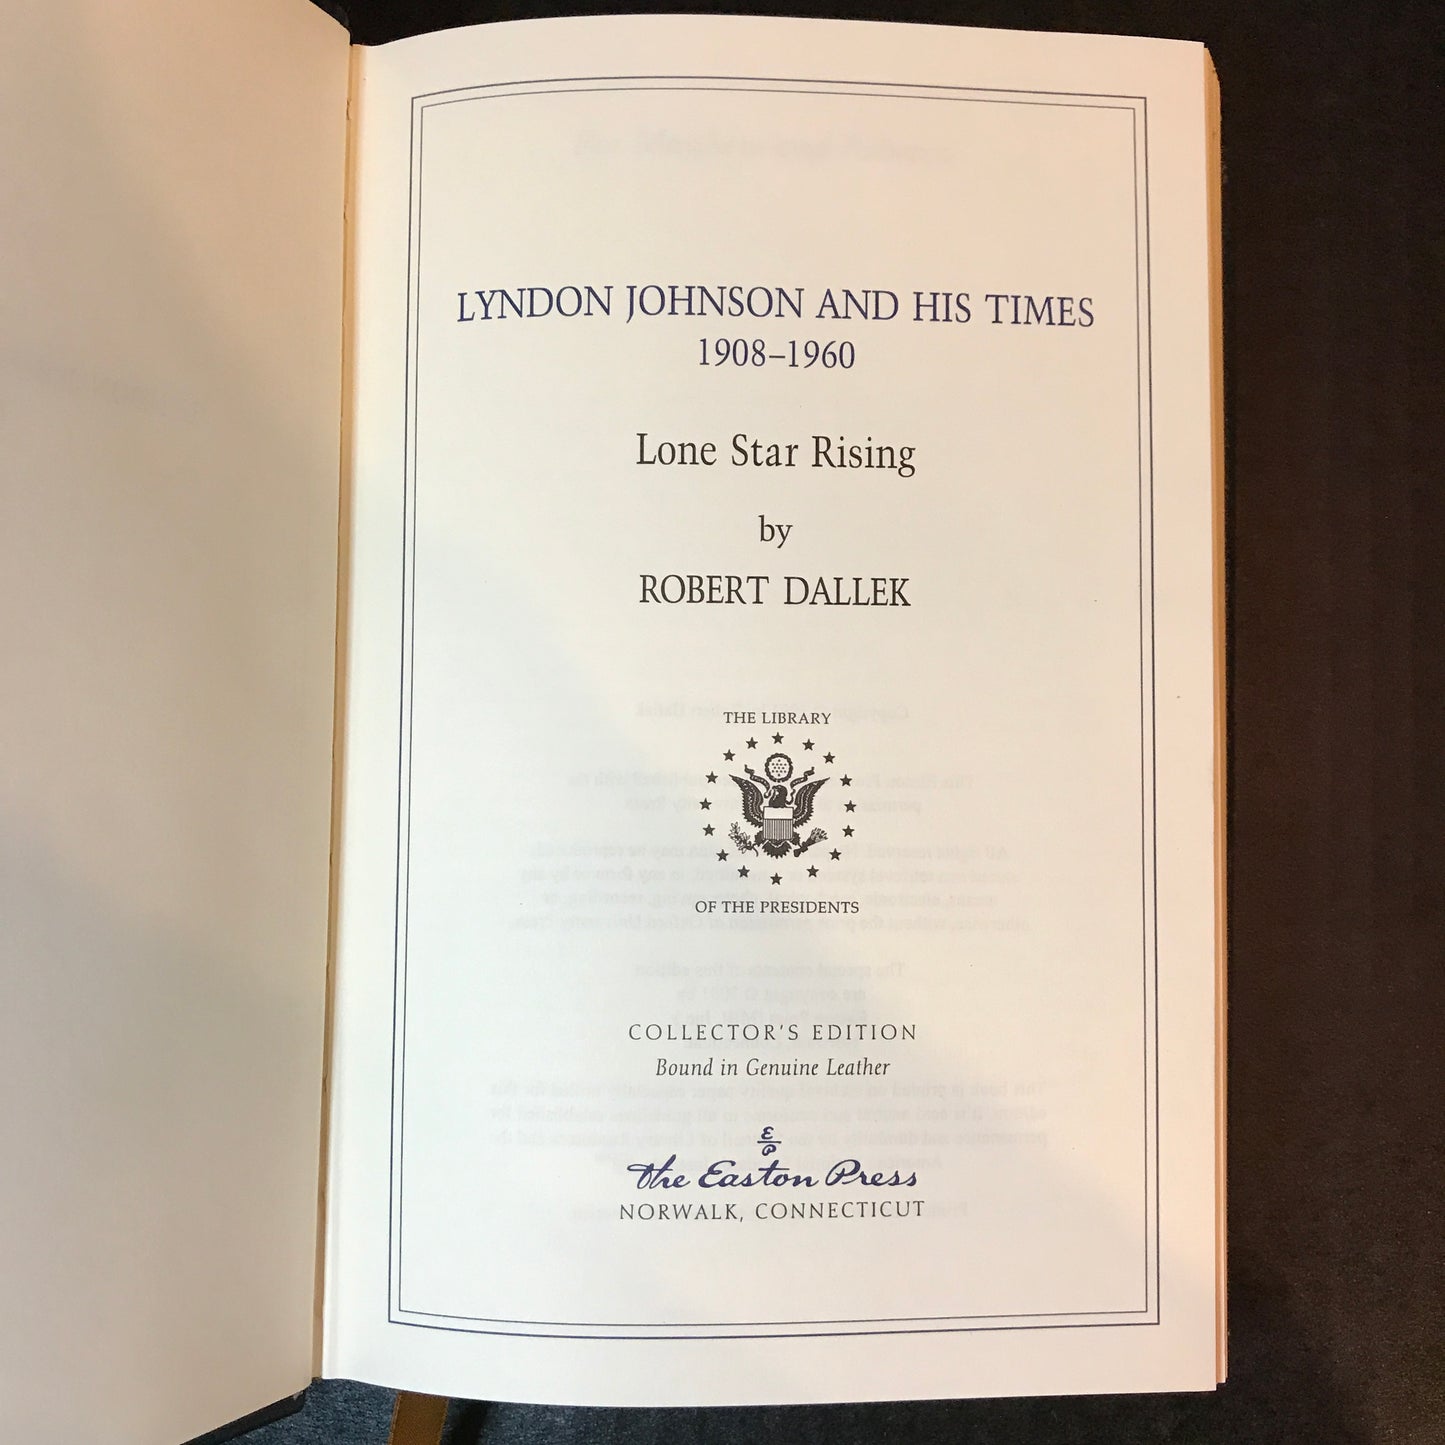 LYNDON JOHNSON AND HIS TIMES
1908–1960
Lone Star Rising
by
ROBERT DALLEK
THE LIBRARY
OF THE PRESIDENTS
COLLECTOR'S EDITION
Bound in Genuine Leather
E
P
The Easton Press
NORWALK, CONNECTICUT